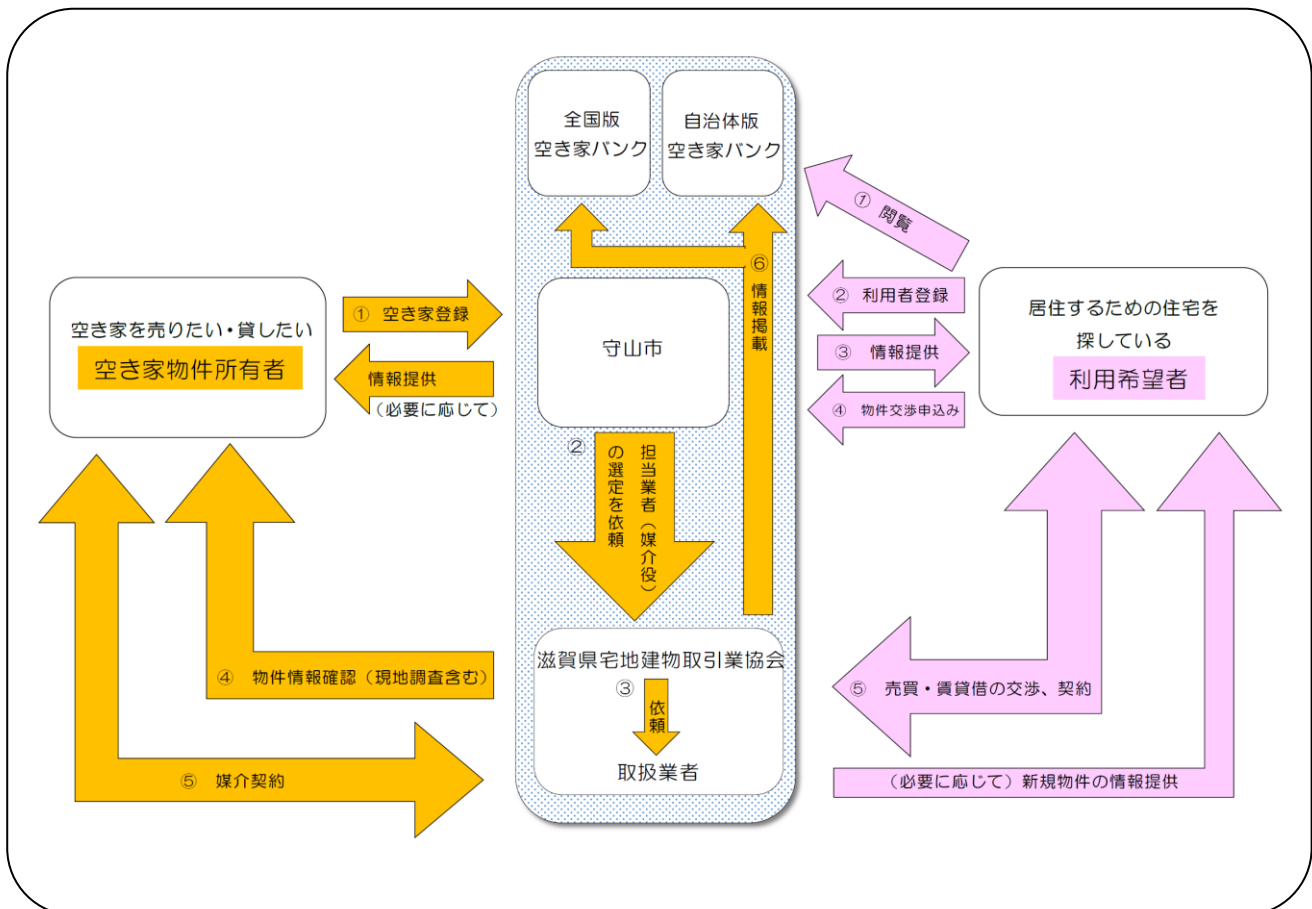 全国版
空き家バンク
自治体版
空き家バンク
① 閲覧
空き家を売りたい・貸したい
空き家物件所有者
① 空き家登録
情報提供
（必要に応じて）
守山市
⑥ 情報掲載
② 利用者登録
③ 情報提供
④ 物件交渉申込み
居住するための住宅を
探している
利用希望者
②
担当業者（媒介役）
の選定を依頼
滋賀県宅地建物取引業協会
③
依頼
取扱業者
④ 物件情報確認（現地調査含む）
⑤ 媒介契約
⑤ 売買・賃貸借の交渉、契約
（必要に応じて）新規物件の情報提供